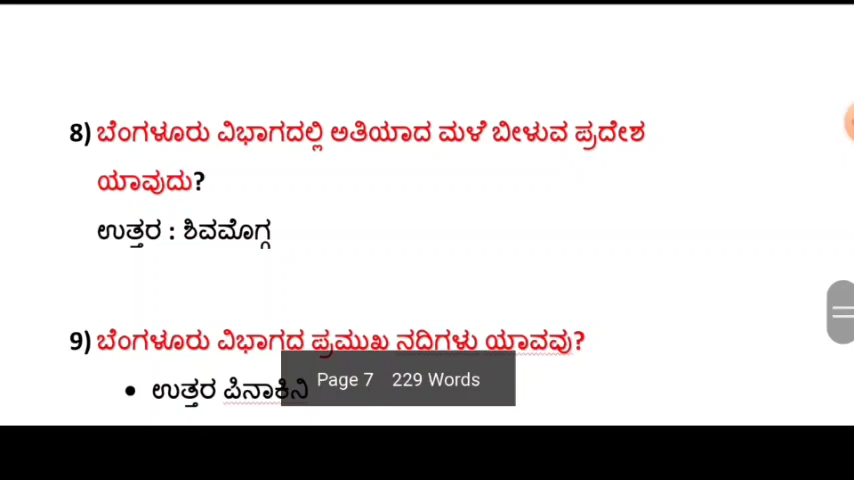 8) ಬೆಂಗಳೂರು ವಿಭಾಗದಲ್ಲಿ ಅತಿಯಾದ ಮಳೆ ಬೀಳುವ ಪ್ರದೇಶ
ಯಾವುದು?
ಉತ್ತರ : ಶಿವಮೊಗ್ಗ
9) ಬೆಂಗಳೂರು ವಿಭಾಗದ ಪ್ರಮುಖ ನದಿಗಳು ಯಾವವು?
• ಉತ್ತರ ಪಿನಾಕಿನಿ
Page 7 229 Words